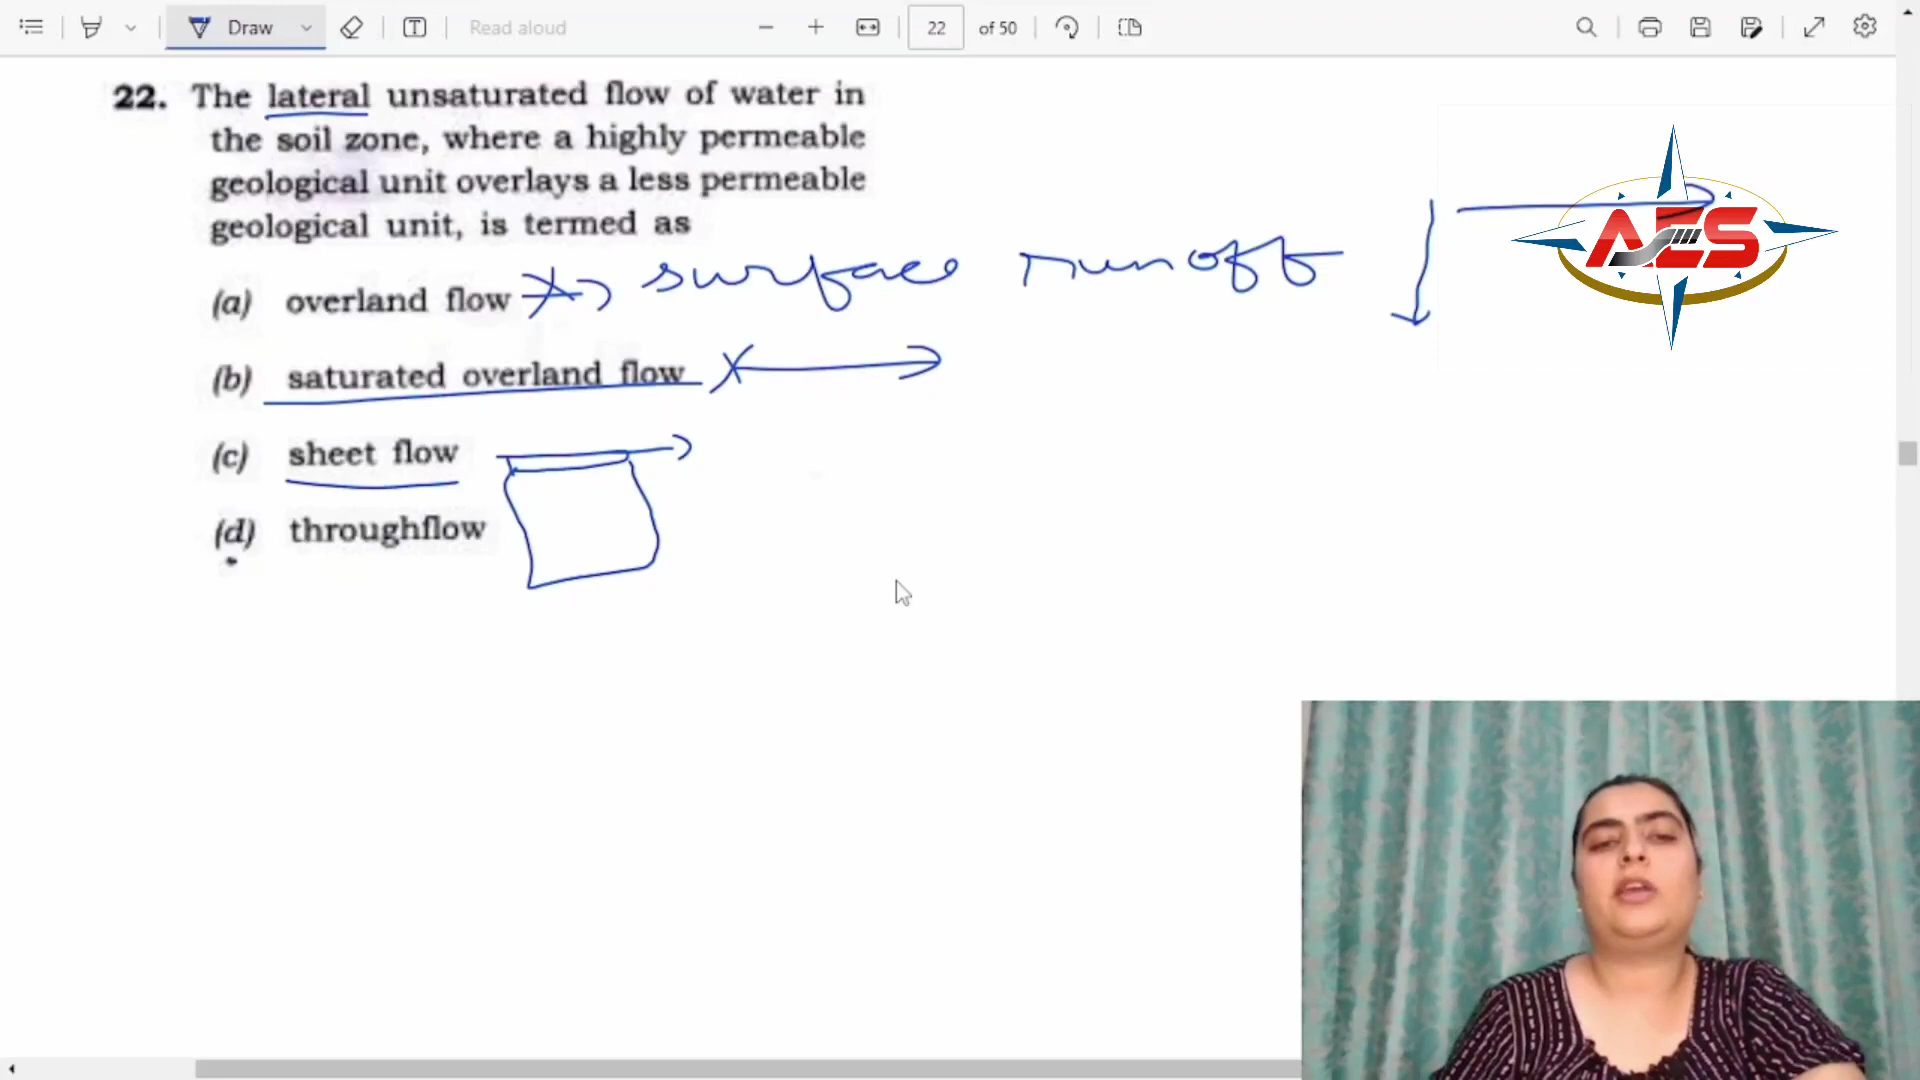 Draw
Read aloud
22
of 50
22. The lateral unsaturated flow of water in
the soil zone, where a highly permeable
geological unit overlays a less permeable
geological unit, is termed as
(a) overland flow
surface runoff
(b) saturated overland flow
(c) sheet flow
(d) throughflow
AES